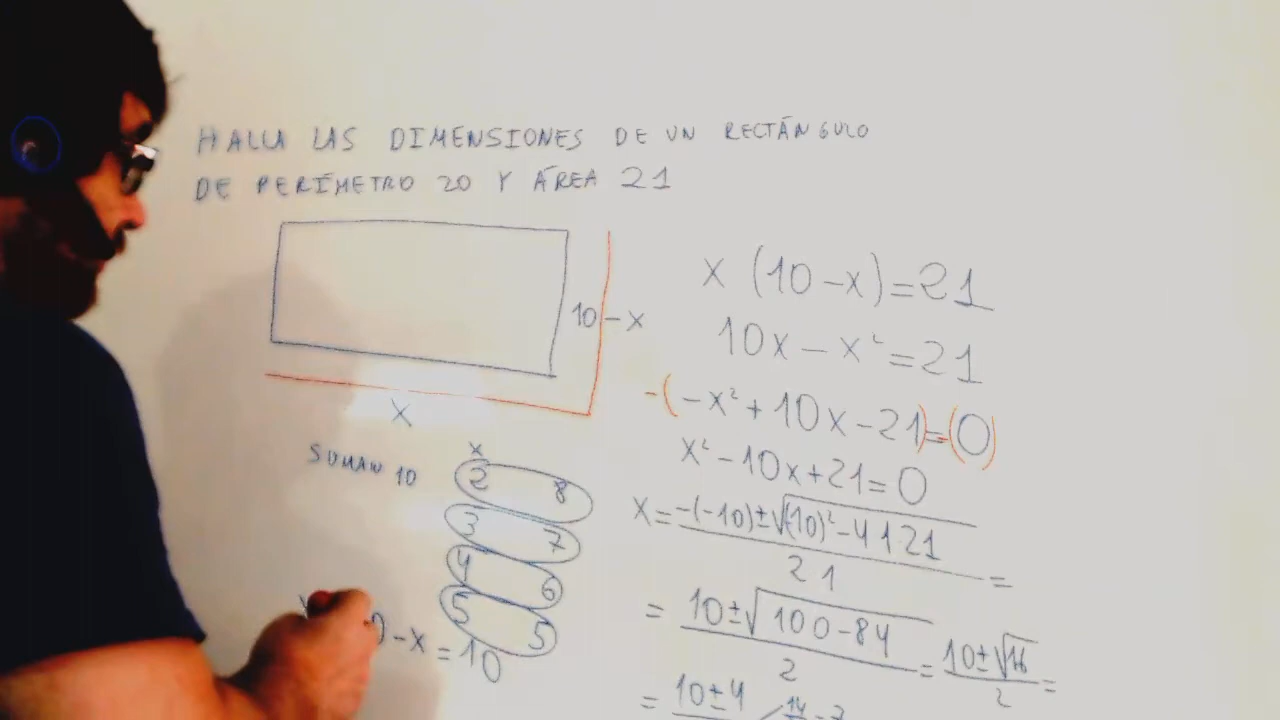 HALLA LAS DIMENSIONES DE UN RECTÁNGULO
DE PERÍMETRO 20 Y ÁREA 21
10-x
x
SUMAN 10
x
2 8
3 7
4 6
5 5
-x=10
x(10-x)=21
10x-x²=21
-(-x²+10x-21)=(0)
x²-10x+21=0
x=-(-10)±√(10)²-4·1·21/2·1=
=10±√100-84/2=10±√16/2=
=10±4